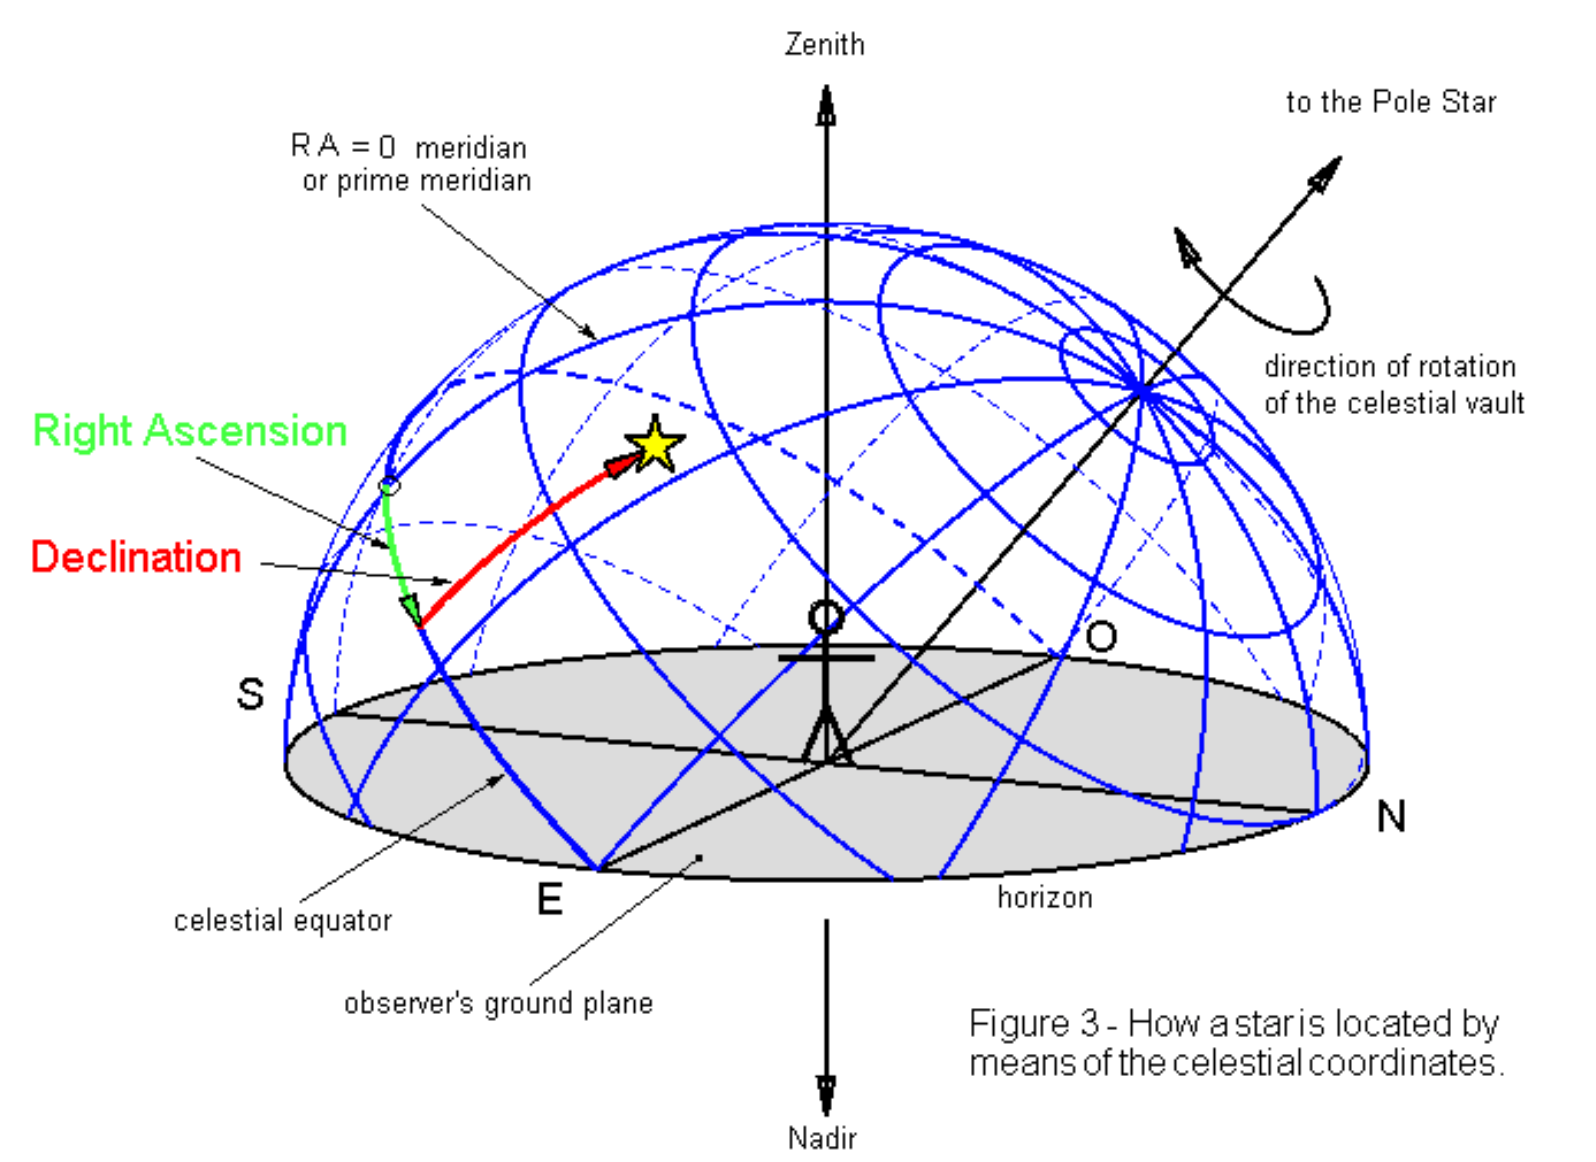 Zenith
to the Pole Star
R A = 0 meridian
or prime meridian
direction of rotation
of the celestial vault
Right Ascension
Declination
O
S
N
E
horizon
celestial equator
observer's ground plane
Figure 3 - How a star is located by
means of the celestial coordinates.
Nadir